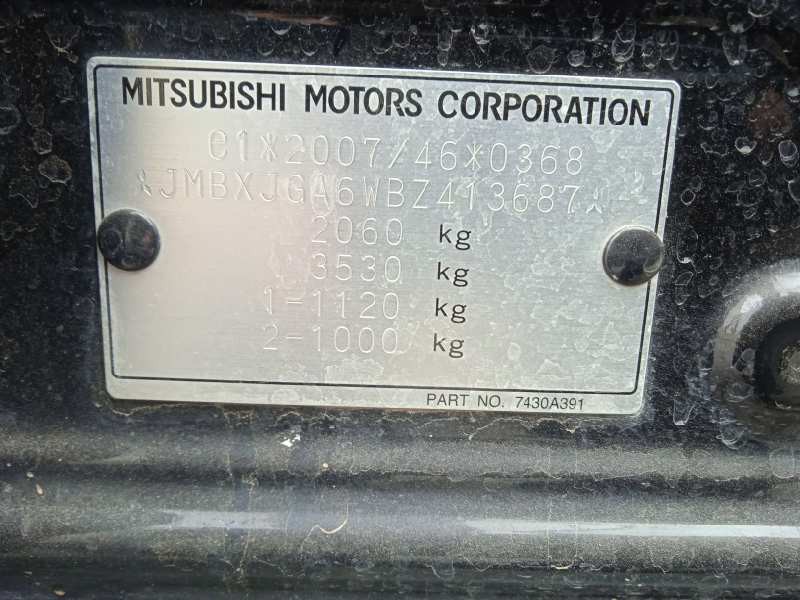 MITSUBISHI MOTORS CORPORATION
e1*2007/46*0368
*JMBXJGA6WBZ413687*
2060 kg
3530 kg
1-1120 kg
2-1000 kg
PART NO. 7430A391